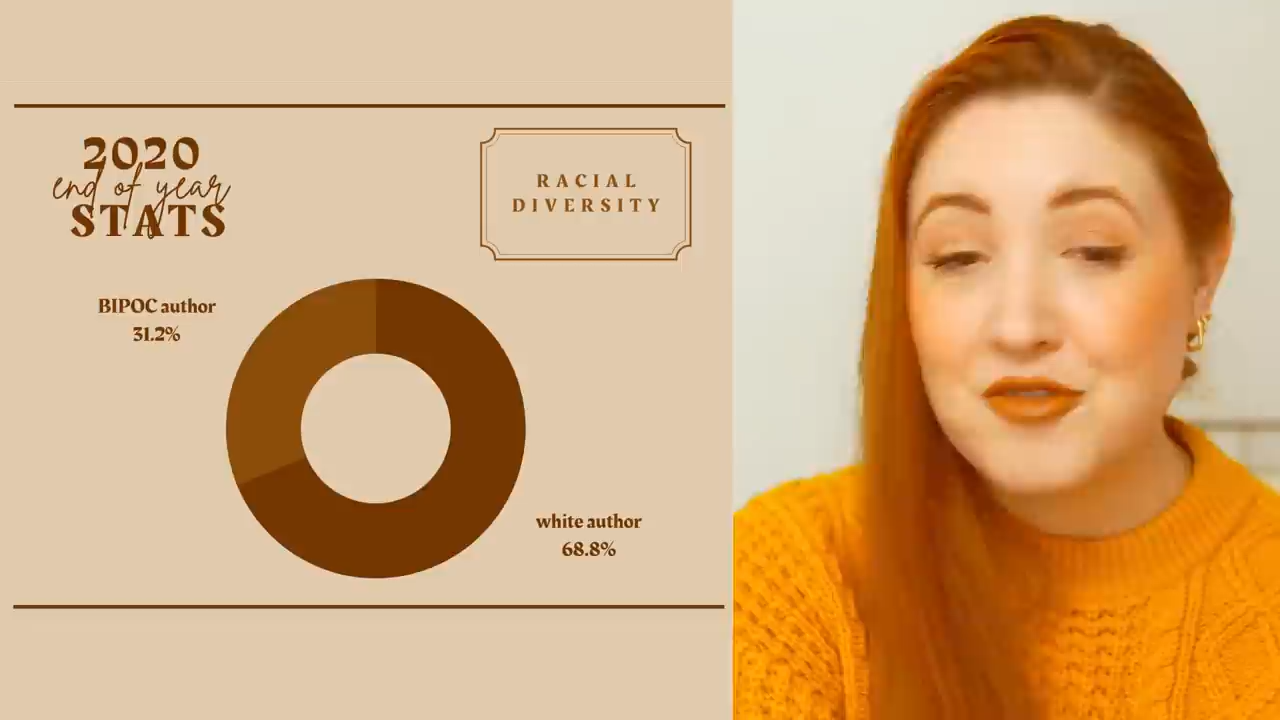 2020
end of year
STATS
RACIAL
DIVERSITY
BIPOC author
31.2%
white author
68.8%